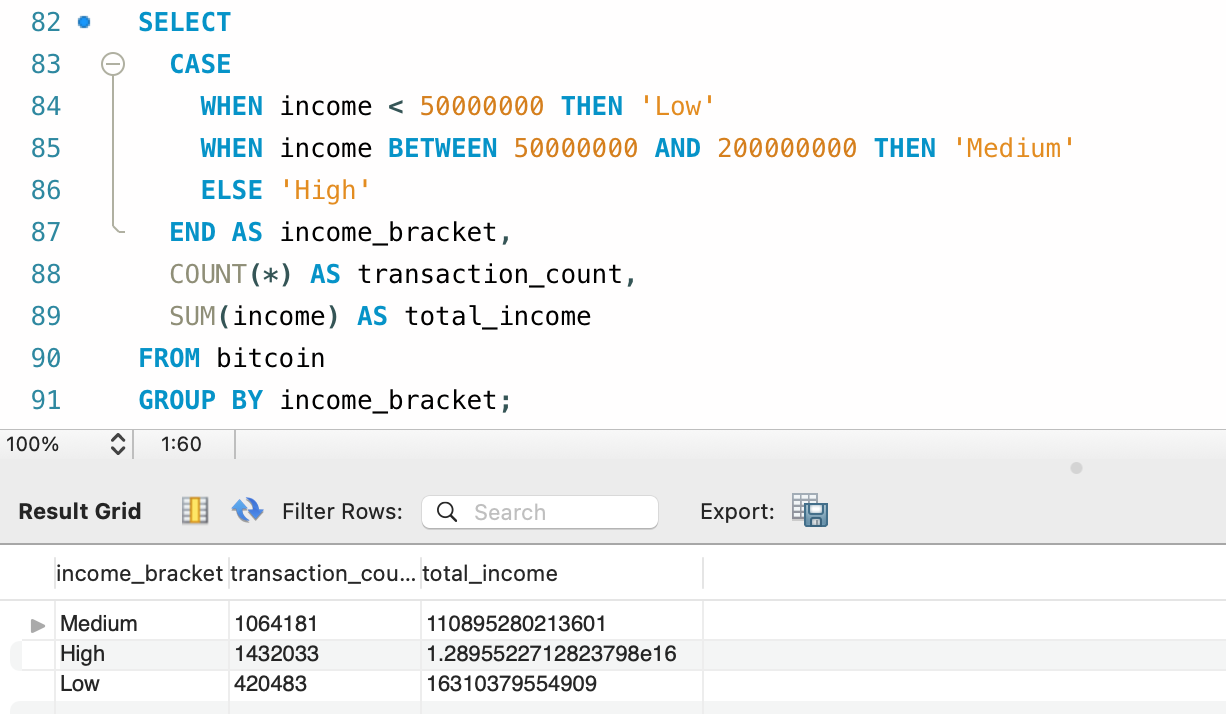 82 SELECT
83 CASE
84 WHEN income < 50000000 THEN 'Low'
85 WHEN income BETWEEN 50000000 AND 200000000 THEN 'Medium'
86 ELSE 'High'
87 END AS income_bracket,
88 COUNT(*) AS transaction_count,
89 SUM(income) AS total_income
90 FROM bitcoin
91 GROUP BY income_bracket;
100% 1:60
Result Grid Filter Rows: Search Export:
income_bracket transaction_cou... total_income
Medium 1064181 110895280213601
High 1432033 1.2895522712823798e16
Low 420483 16310379554909